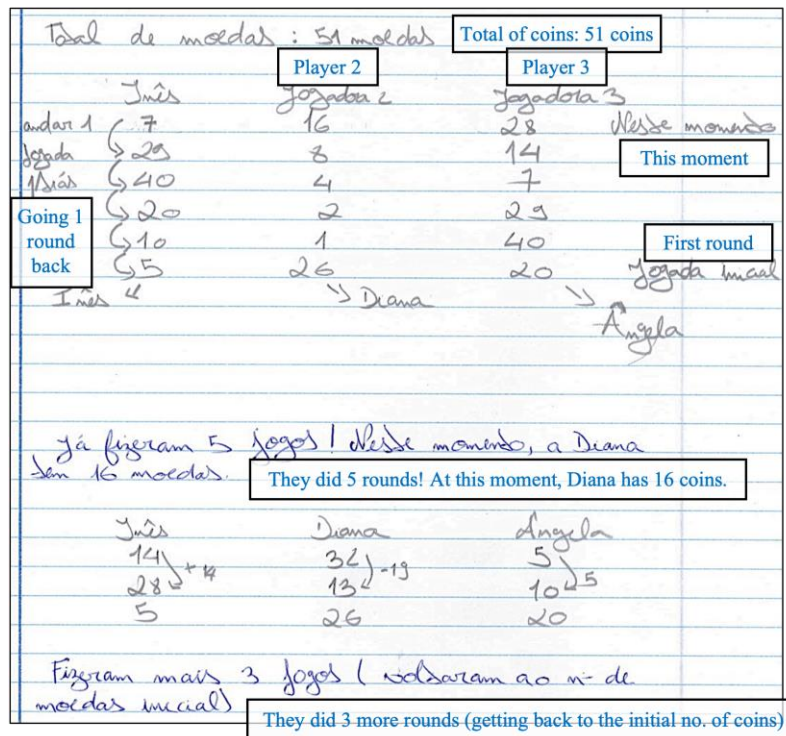 Total de moedas : 51 moedas Total of coins: 51 coins
Player 2 Player 3
Inês Jogadora 2 Jogadora 3
andar 1 7 16 28 Nesse momento
jogada 29 8 14 This moment
p/trás 40 4 7
Going 1 round back
20 2 29
10 1 40 First round
5 26 20 Jogada inicial
Inês Diana
Ângela
Já fizeram 5 jogos! Nesse momento, a Diana
tem 16 moedas. They did 5 rounds! At this moment, Diana has 16 coins.
Inês Diana Ângela
14 +14 32 -19 5
28 13 10 5
5 26 20
Fizeram mais 3 jogos (voltaram ao nº de
moedas inicial)
They did 3 more rounds (getting back to the initial no. of coins)